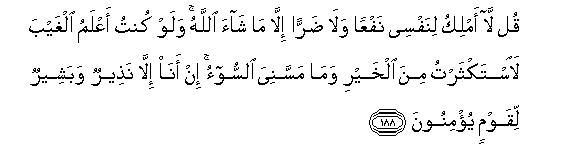 قُل لَّآ أَمْلِكُ لِنَفْسِى نَفْعًا وَلَا ضَرًّا إِلَّا مَا شَآءَ ٱللَّهُ ۚ وَلَوْ كُنتُ أَعْلَمُ ٱلْغَيْبَ
لَٱسْتَكْثَرْتُ مِنَ ٱلْخَيْرِ وَمَا مَسَّنِىَ ٱلسُّوٓءُ ۚ إِنْ أَنَا۠ إِلَّا نَذِيرٌ وَبَشِيرٌ
لِّقَوْمٍ يُؤْمِنُونَ ﴿١٨٨﴾